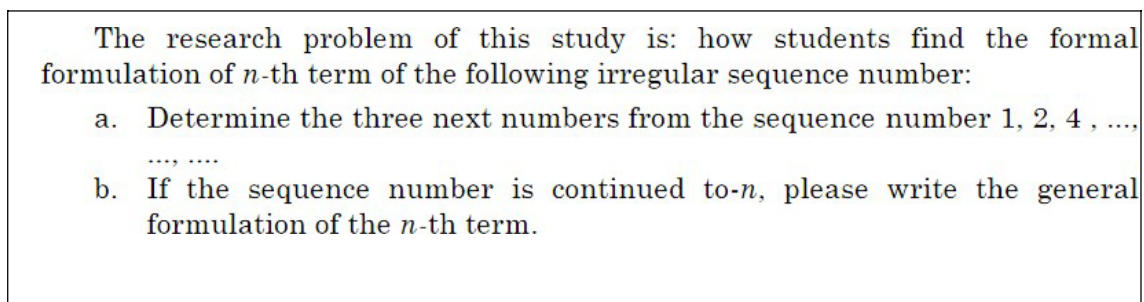 The research problem of this study is: how students find the formal
formulation of n-th term of the following irregular sequence number:
a. Determine the three next numbers from the sequence number 1, 2, 4 , ...,
..., ....
b. If the sequence number is continued to-n, please write the general
formulation of the n-th term.